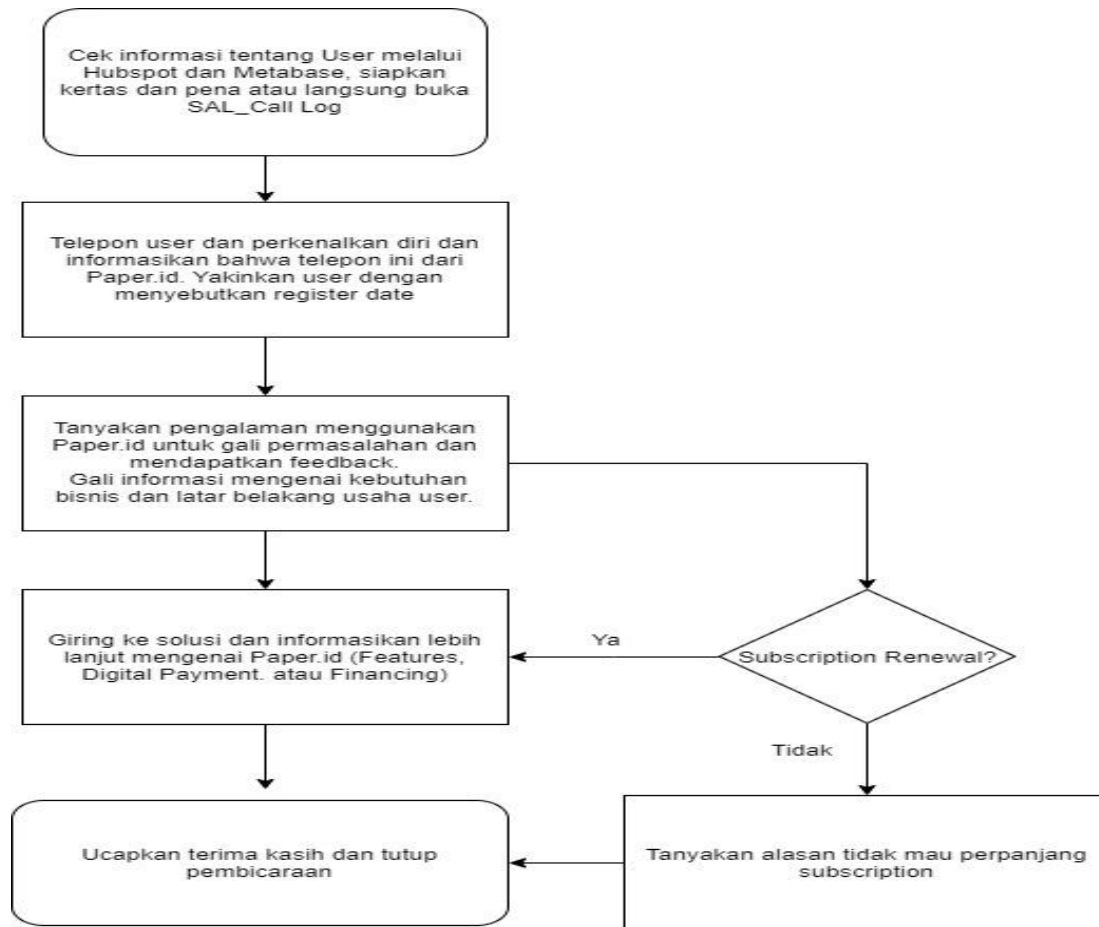 Cek informasi tentang User melalui
Hubspot dan Metabase, siapkan
kertas dan pena atau langsung buka
SAL_Call Log
Telepon user dan perkenalkan diri dan
informasikan bahwa telepon ini dari
Paper.id. Yakinkan user dengan
menyebutkan register date
Tanyakan pengalaman menggunakan
Paper.id untuk gali permasalahan dan
mendapatkan feedback.
Gali informasi mengenai kebutuhan
bisnis dan latar belakang usaha user.
Giring ke solusi dan informasikan lebih
lanjut mengenai Paper.id (Features,
Digital Payment. atau Financing)
Ya
Subscription Renewal?
Tidak
Ucapkan terima kasih dan tutup
pembicaraan
Tanyakan alasan tidak mau perpanjang
subscription